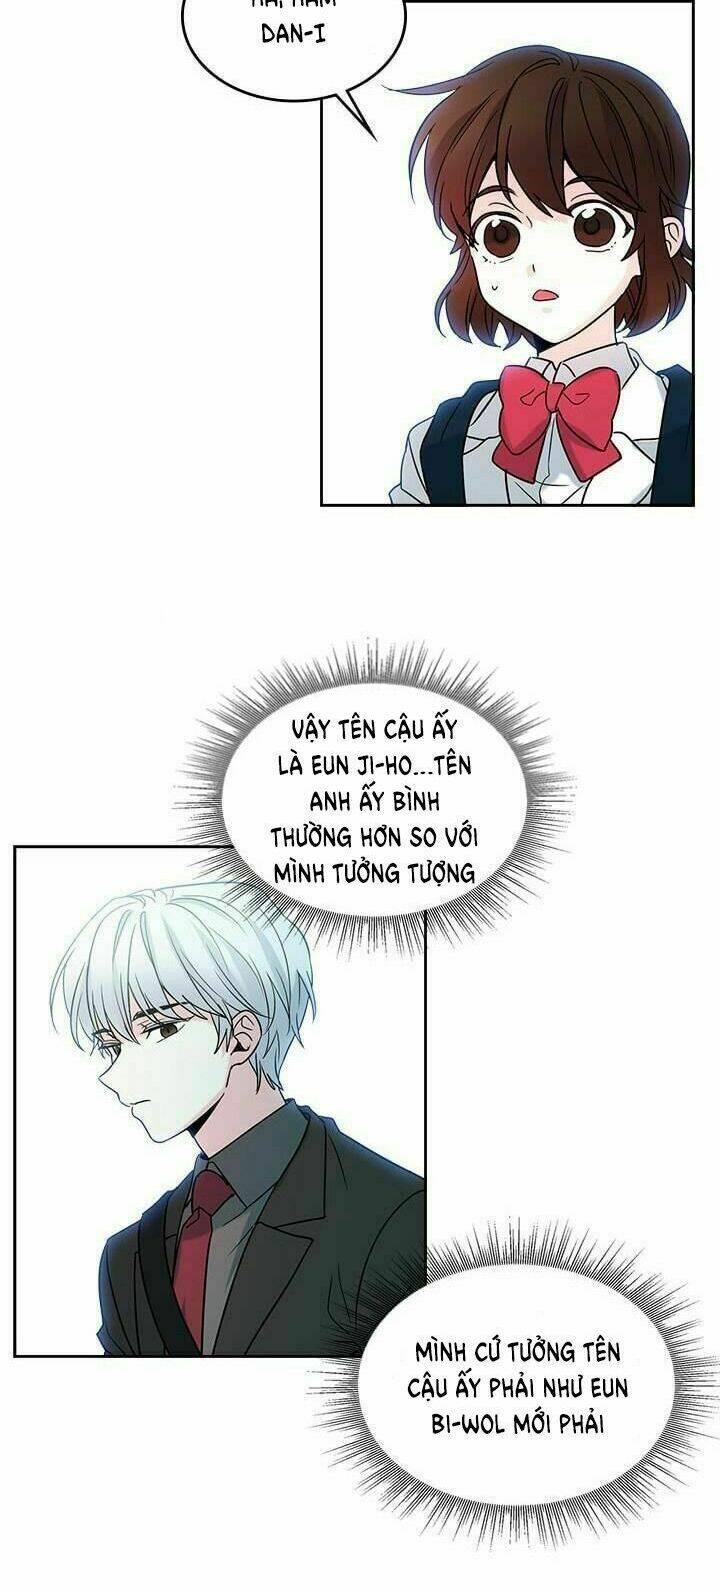 DAN-I
VẬY TÊN CẬU ẤY
LÀ EUN JI-HO...TÊN
ANH ẤY BÌNH
THƯỜNG HƠN SO VỚI
MÌNH TƯỞNG TƯỢNG
MÌNH CỨ TƯỞNG TÊN
CẬU ẤY PHẢI NHƯ EUN
BI-WOL MỚI PHẢI